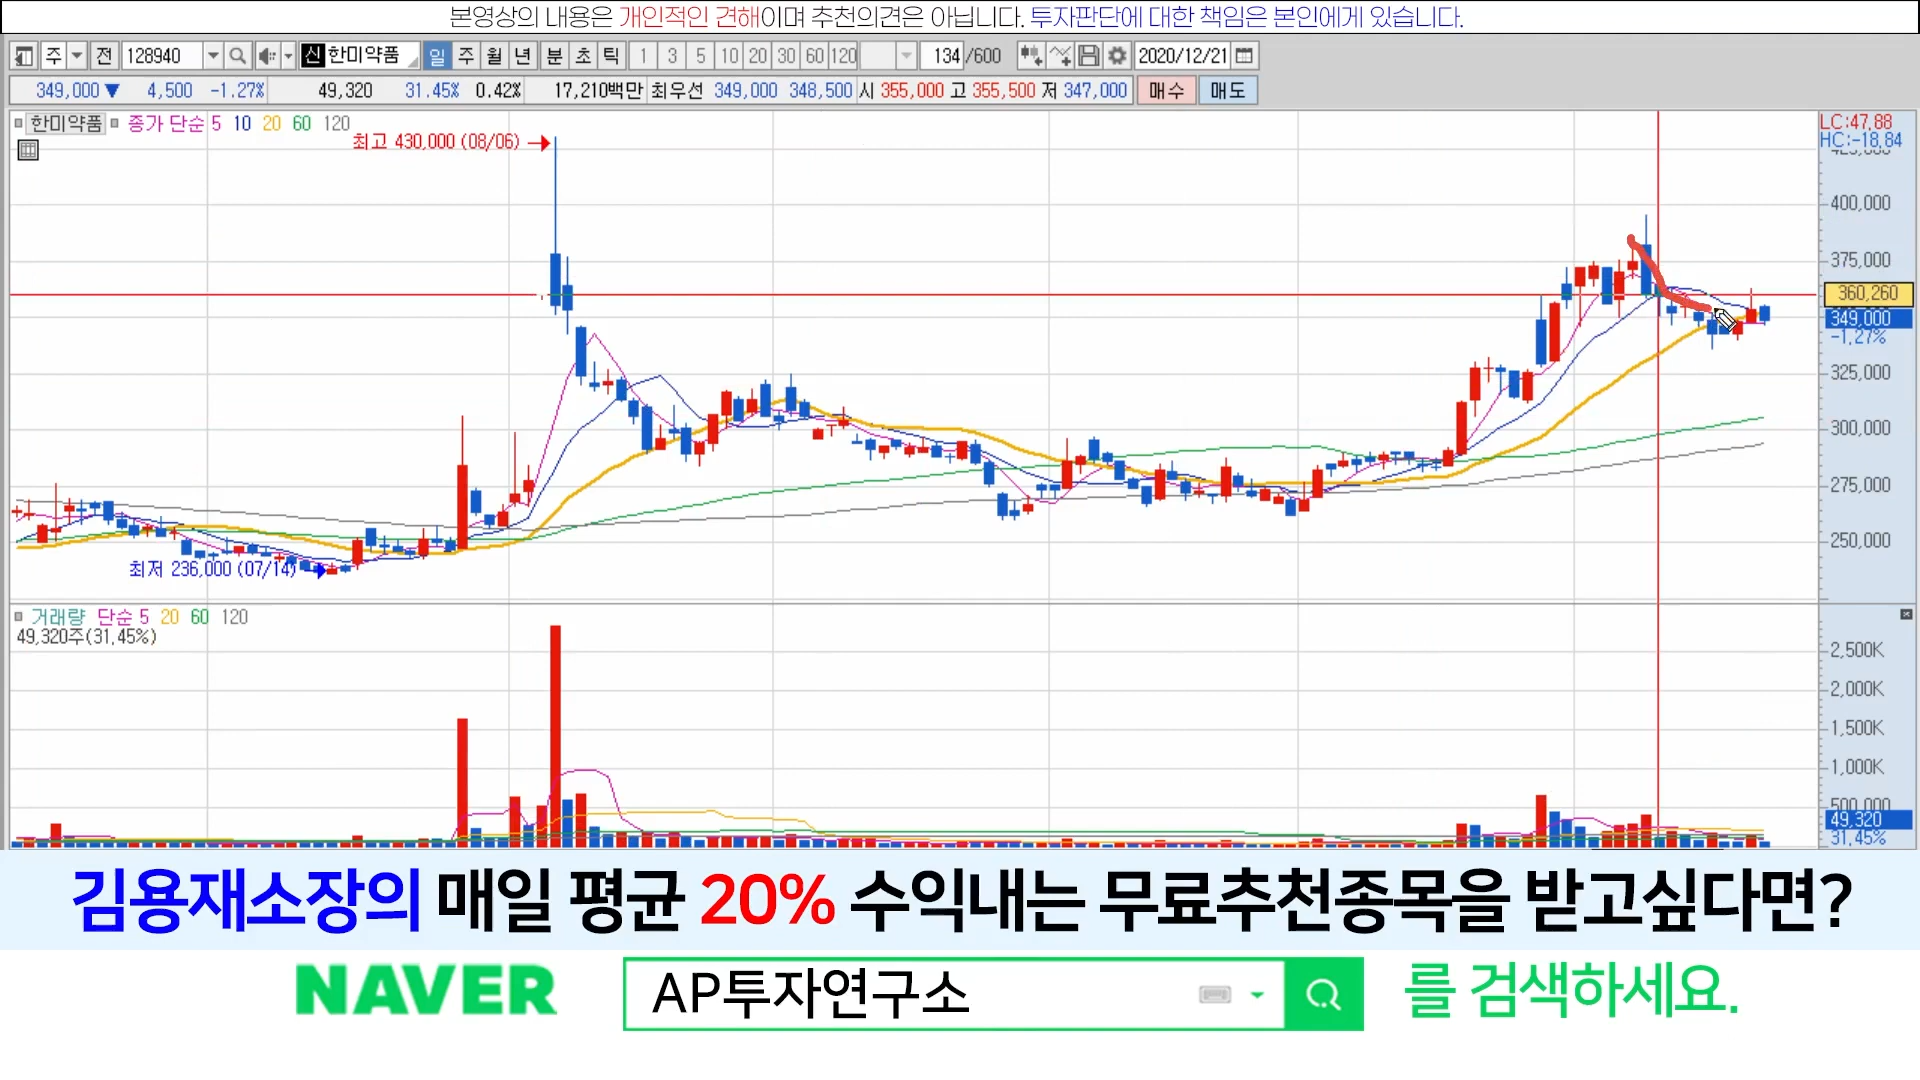 본영상의 내용은 개인적인 견해이며 추천의견은 아닙니다. 투자판단에 대한 책임은 본인에게 있습니다.
주 전 128940 신 한미약품 일 주 월 년 분 초 틱 1 3 5 10 20 30 60 120 134 /600 2020/12/21
349,000 ▼ 4,500 -1.27% 49,320 31.45% 0.42% 17,210백만 최우선 349,000 348,500 시 355,000 고 355,500 저 347,000 매수 매도
한미약품 종가 단순 5 10 20 60 120
LC:47.88
HC:-18.84
최고 430,000 (08/06)
400,000
375,000
360,260
349,000
-1.27%
325,000
300,000
275,000
250,000
최저 236,000 (07/14)
거래량 단순 5 20 60 120
49,320주(31.45%)
2,500K
2,000K
1,500K
1,000K
500,000
49,320
31.45%
김용재소장의 매일 평균 20% 수익내는 무료추천종목을 받고싶다면?
NAVER AP투자연구소 를 검색하세요.